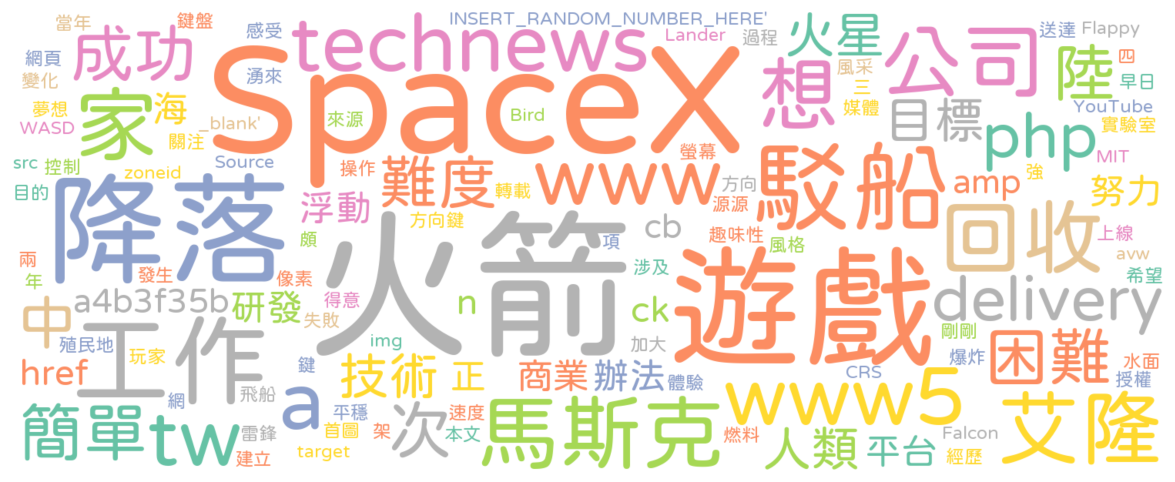 INSERT_RANDOM_NUMBER_HERE'
當年
鍵盤
感受
technews
Lander
過程
火星
公司
送達
Flappy
網頁
成功
湧來
SpaceX
想
風采
陸
四
變化
早日
夢想
家
海
_blank'
來源
Bird
三
媒體
目標
YouTube
WASD
關注
php
實驗室
src
控制
zoneid
Source
操作
難度
www
螢幕
駁船
MIT
目的
降落
浮動
轉載
方向
amp
強
努力
方向鍵
源源
回收
上線
兩
頗
火箭
項
cb
趣味性
風格
avw
年
發生
像素
涉及
遊戲
希望
中
a4b3f35b
研發
得意
n
ck
delivery
工作
失敗
img
加大
剛剛
殖民地
玩家
爆炸
困難
水面
href
飛船
鍵
技術
正
商業
辦法
體驗
CRS
授權
網
a
www5
簡單
tw
雷鋒
平穩
首圖
架
次
速度
本文
馬斯克
燃料
人類
平台
Falcon
經歷
艾隆
建立
target